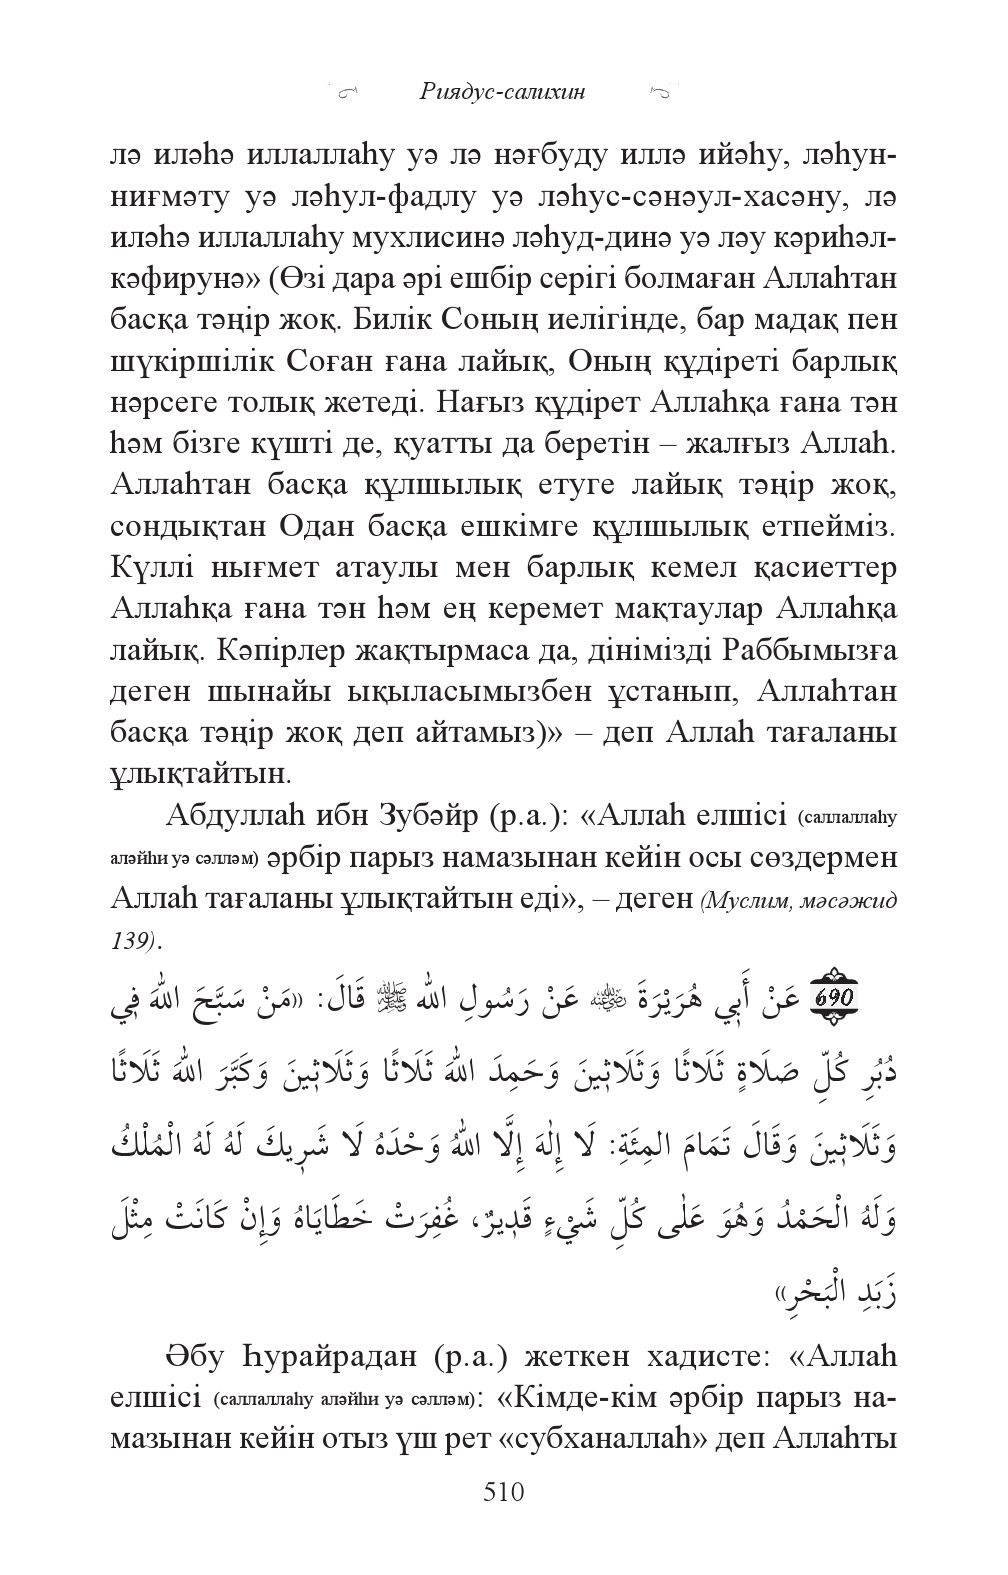 Риядус-салихин
лә иләһә иллаллаһу уә лә нәғбуду иллә ийәһу, ләһун-
ниғмәту уә ләһул-фадлу уә ләһус-сәнәул-хасәну, лә
иләһә иллаллаһу мухлисинә ләһуд-динә уә ләу кәриһәл-
кәфирунә» (Өзі дара әрі ешбір серігі болмаған Аллаһтан
басқа тәңір жоқ. Билік Соның иелігінде, бар мадақ пен
шүкіршілік Соған ғана лайық, Оның құдіреті барлық
нәрсеге толық жетеді. Нағыз құдірет Аллаһқа ғана тән
һәм бізге күшті де, қуатты да беретін – жалғыз Аллаһ.
Аллаһтан басқа құлшылық етуге лайық тәңір жоқ,
сондықтан Одан басқа ешкімге құлшылық етпейміз.
Күллі нығмет атаулы мен барлық кемел қасиеттер
Аллаһқа ғана тән һәм ең керемет мақтаулар Аллаһқа
лайық. Кәпірлер жақтырмаса да, дінімізді Раббымызға
деген шынайы ықыласымызбен ұстанып, Аллаһтан
басқа тәңір жоқ деп айтамыз)» – деп Аллаһ тағаланы
ұлықтайтын.
Абдуллаһ ибн Зубәйр (р.а.): «Аллаһ елшісі (саллаллаһу
аләйһи уә сәлләм) әрбір парыз намазынан кейін осы сөздермен
Аллаһ тағаланы ұлықтайтын еді», – деген (Муслим, мәсәжид
139).
690 عَنْ أَبِي هُرَيْرَةَ رضي الله عنه عَنْ رَسُولِ اللهِ ﷺ قَالَ: «مَنْ سَبَّحَ اللهَ فِي
دُبُرِ كُلِّ صَلَاةٍ ثَلَاثًا وَثَلَاثِينَ وَحَمِدَ اللهَ ثَلَاثًا وَثَلَاثِينَ وَكَبَّرَ اللهَ ثَلَاثًا
وَثَلَاثِينَ وَقَالَ تَمَامَ المِئَةِ: لَا إِلٰهَ إِلَّا اللهُ وَحْدَهُ لَا شَرِيكَ لَهُ لَهُ الْمُلْكُ
وَلَهُ الْحَمْدُ وَهُوَ عَلٰى كُلِّ شَيْءٍ قَدِيرٌ، غُفِرَتْ خَطَايَاهُ وَإِنْ كَانَتْ مِثْلَ
زَبَدِ الْبَحْرِ»
Әбу Һурайрадан (р.а.) жеткен хадисте: «Аллаһ
елшісі (саллаллаһу аләйһи уә сәлләм): «Кімде-кім әрбір парыз на-
мазынан кейін отыз үш рет «субханаллаһ» деп Аллаһты
510